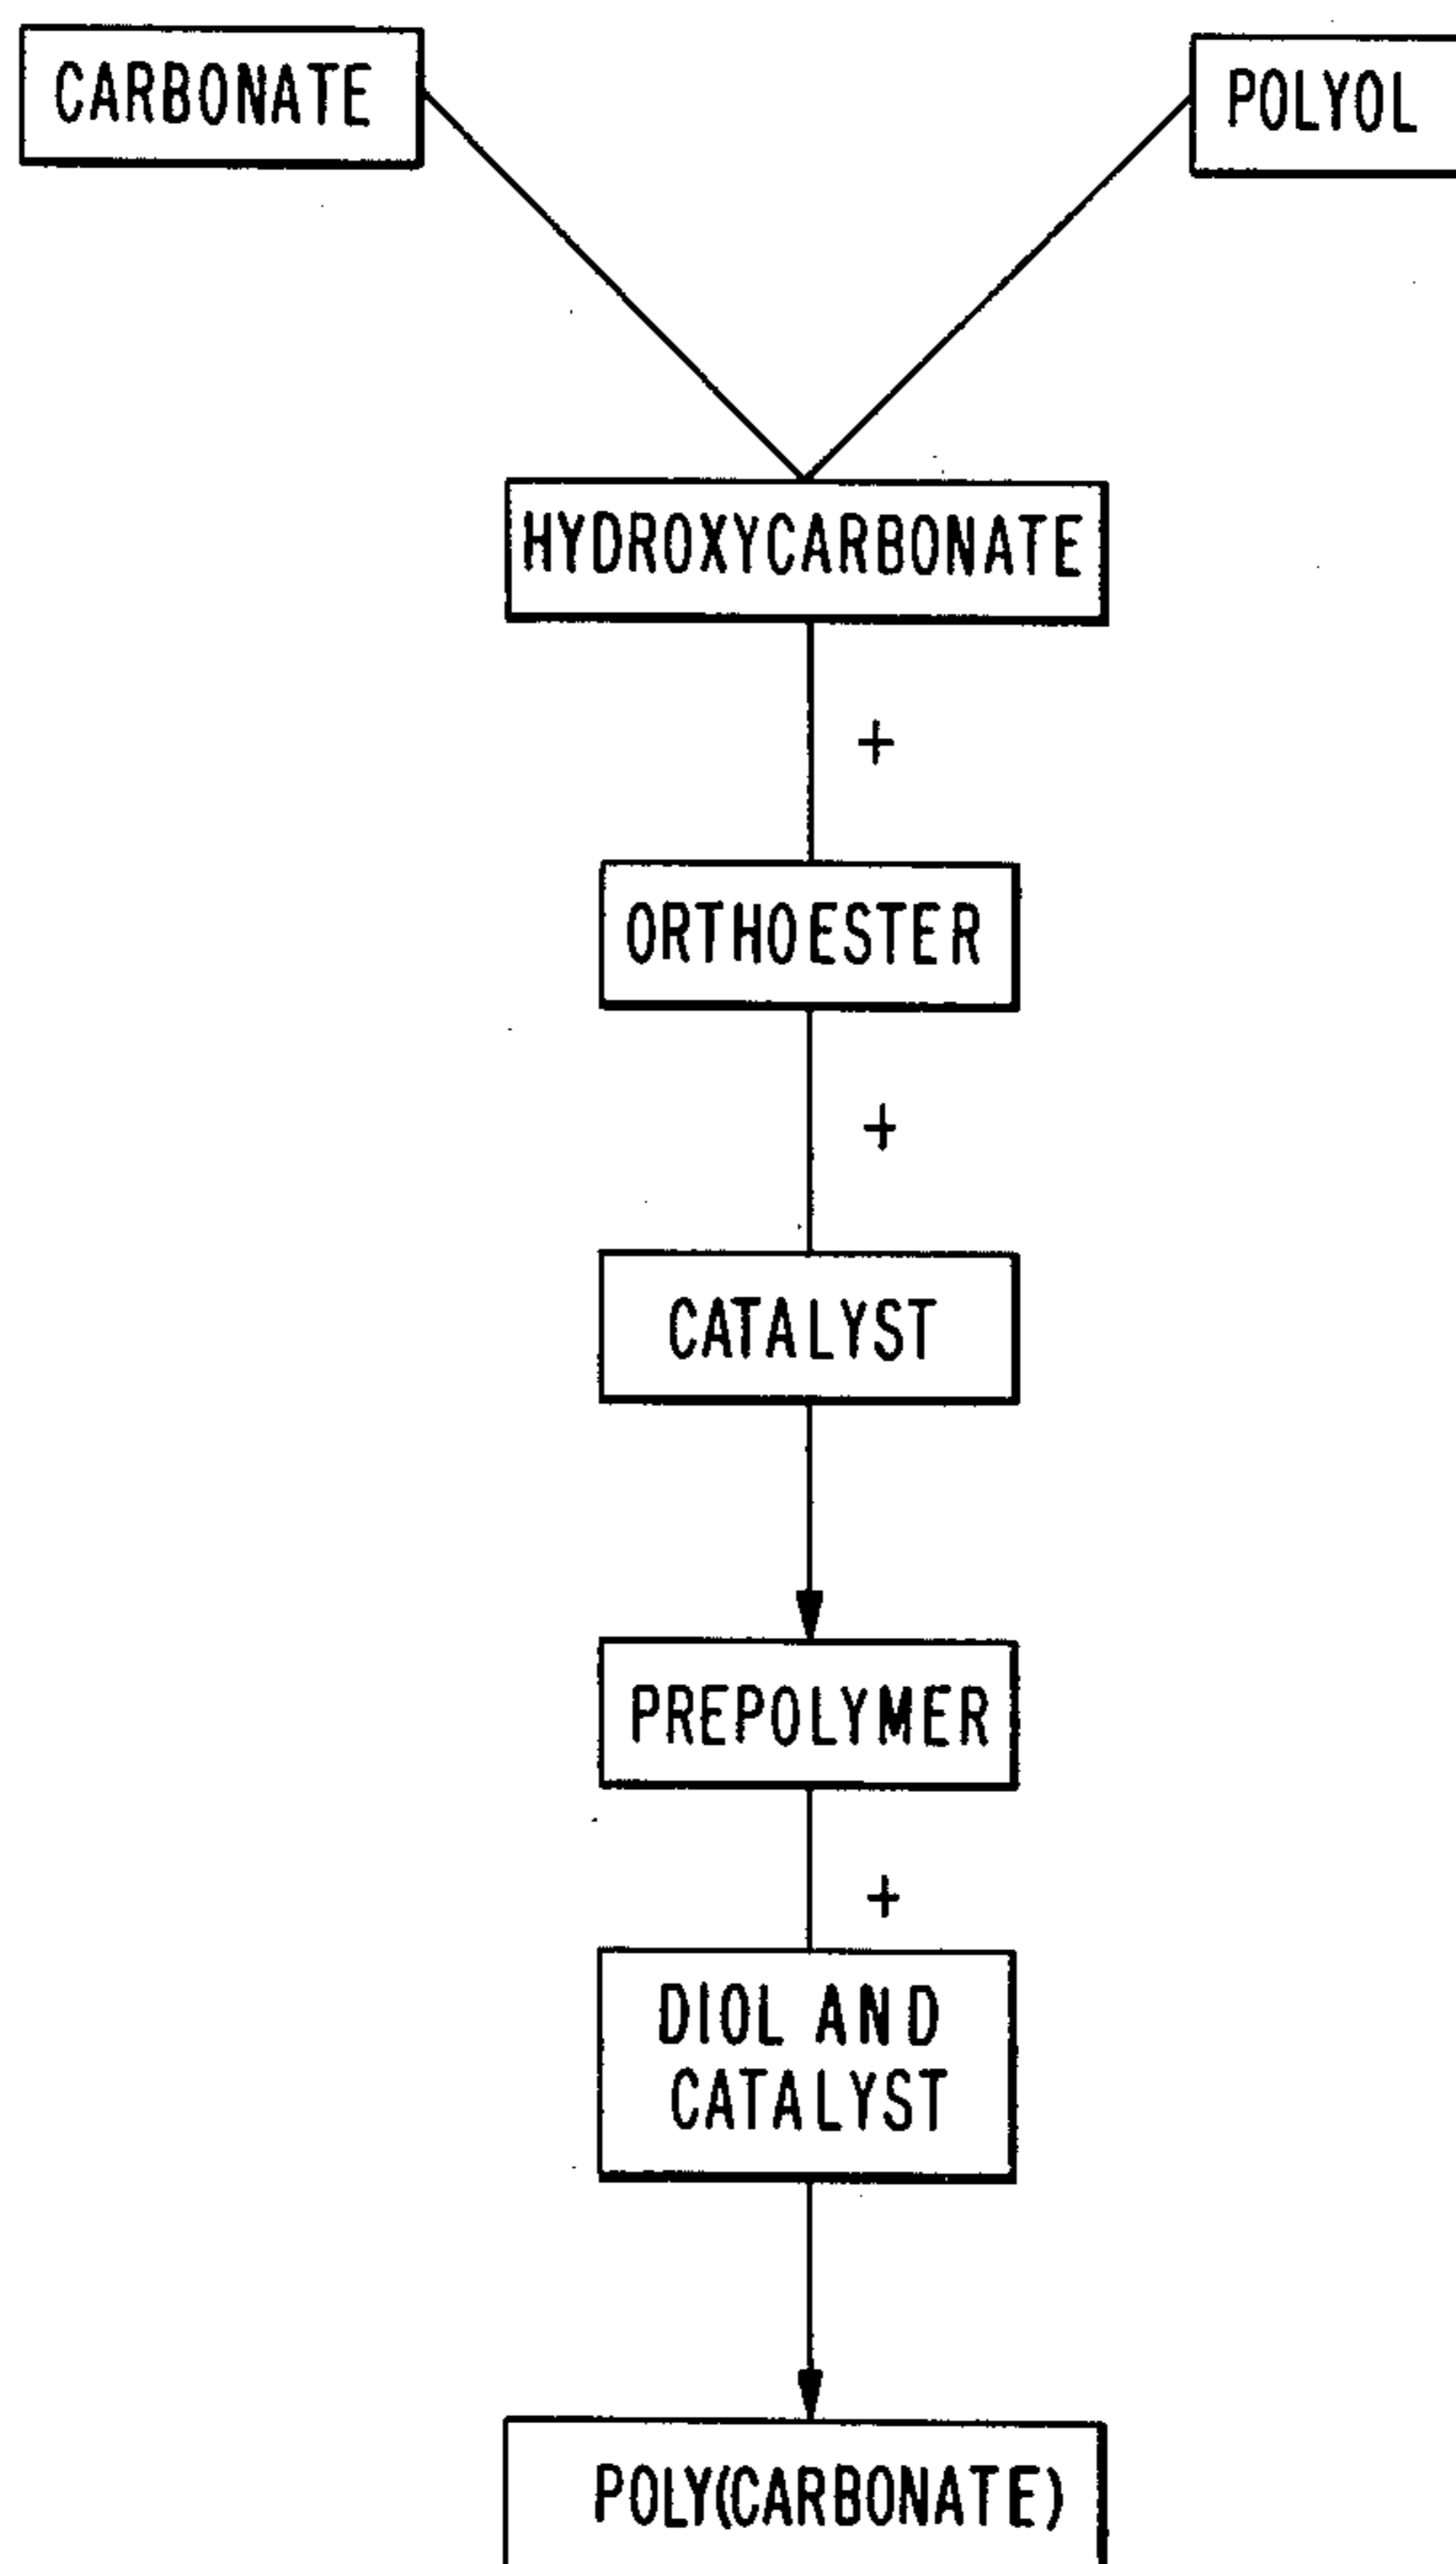 CARBONATE
POLYOL
HYDROXYCARBONATE
+
ORTHOESTER
+
CATALYST
PREPOLYMER
+
DIOL AND
CATALYST
POLY(CARBONATE)